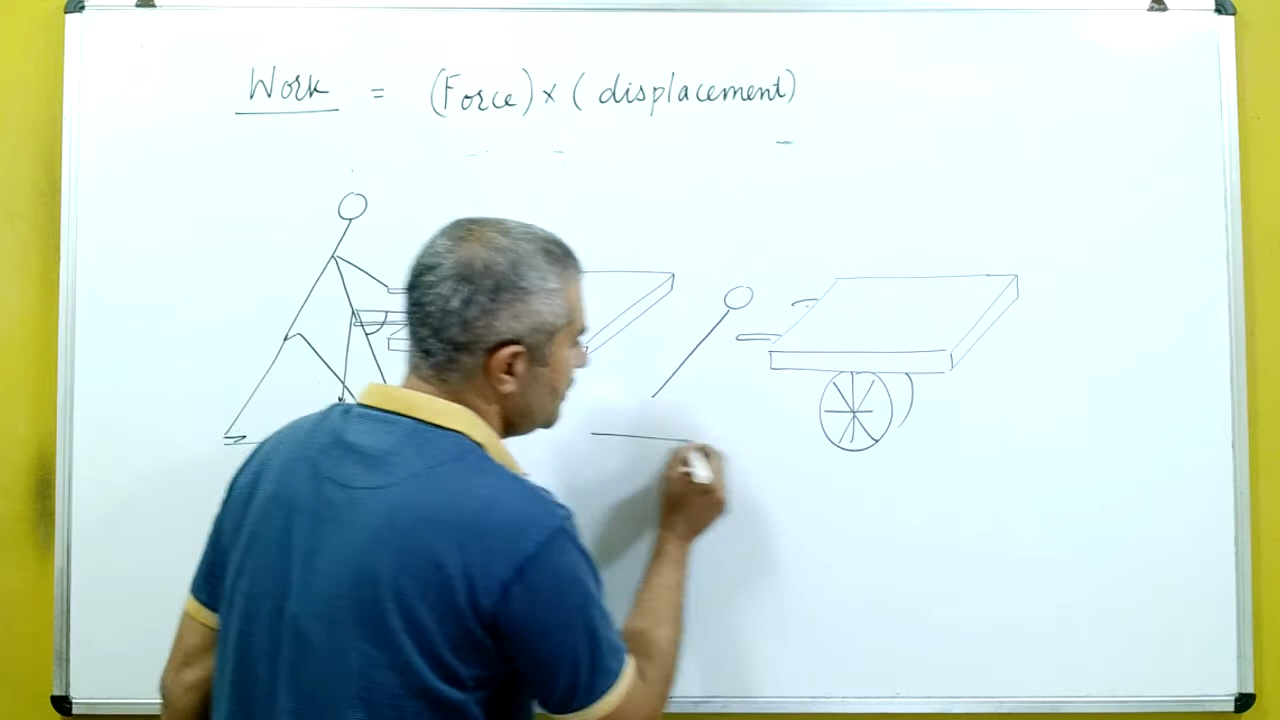 Work = (Force) × ( displacement)